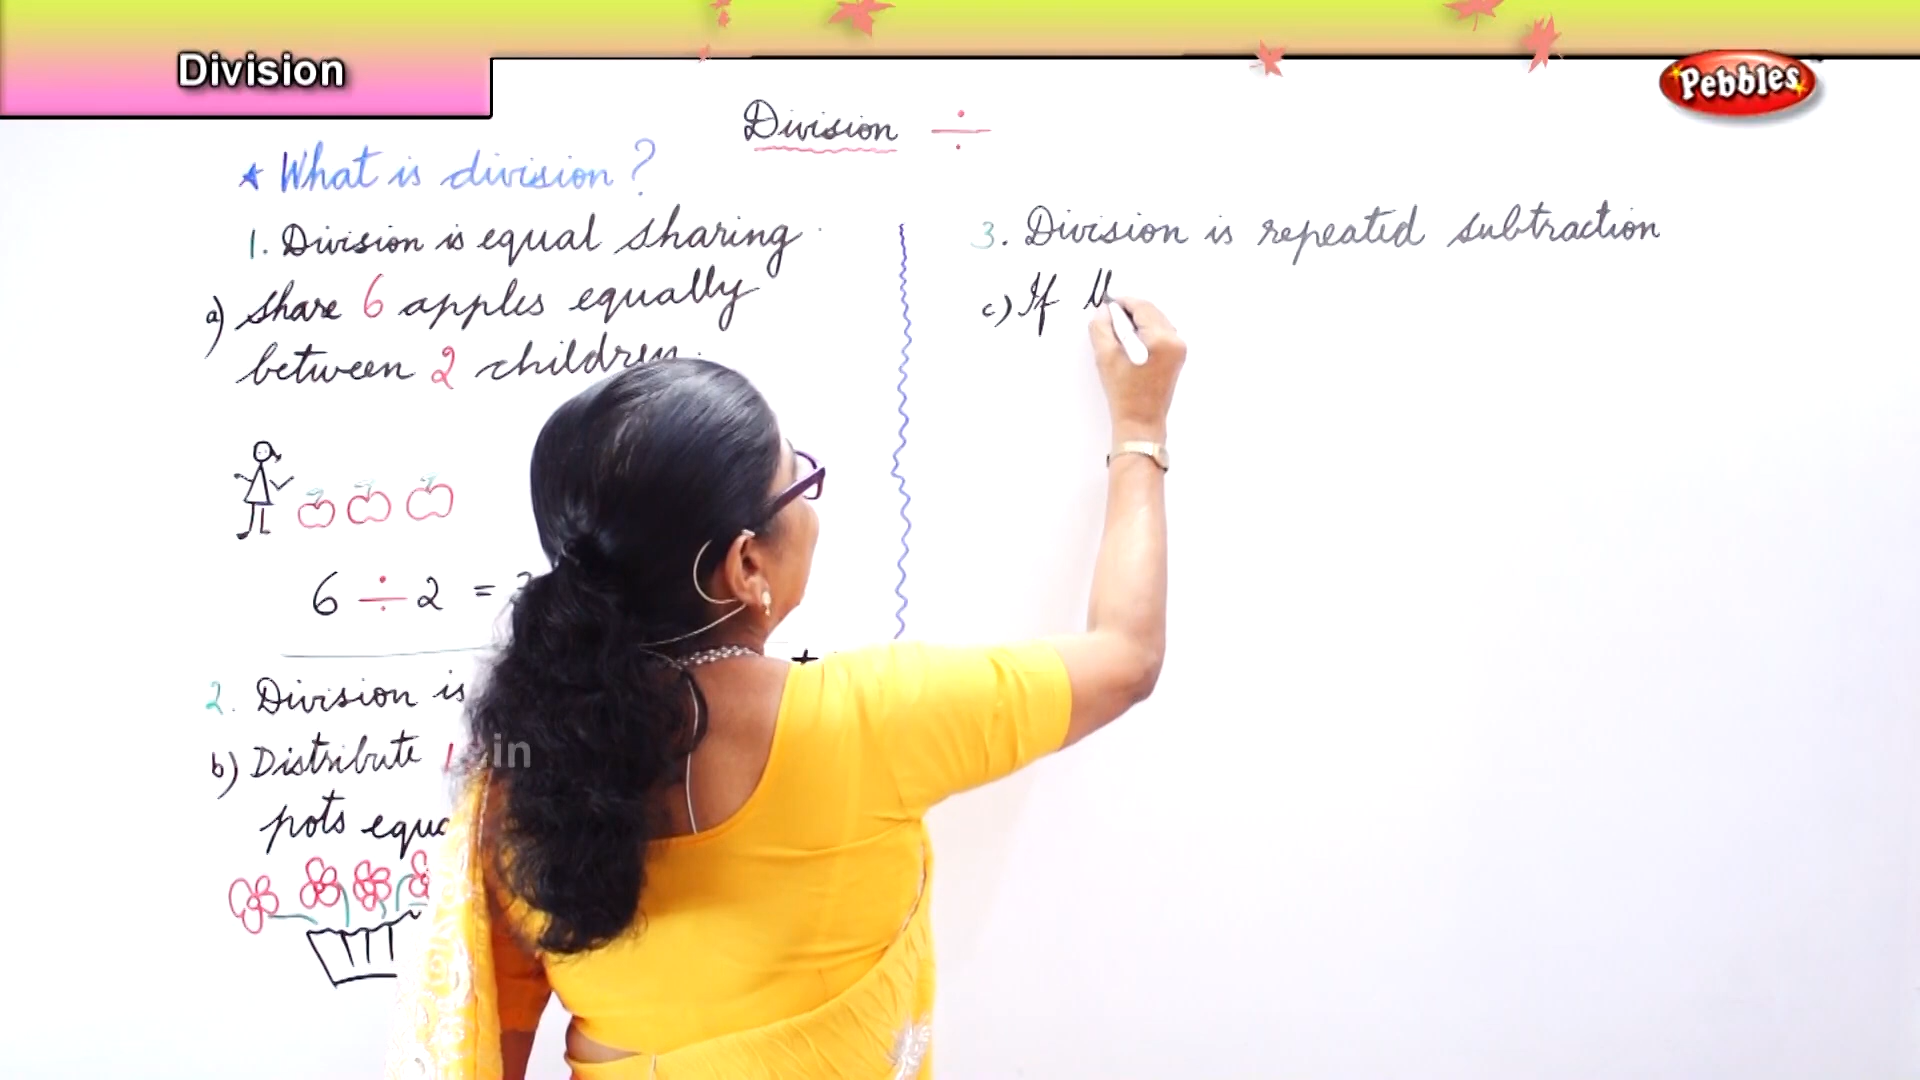 Division
Pebbles
Division ÷
* What is division?
1. Division is equal sharing
a) Share 6 apples equally
between 2 children.
6 ÷ 2 =
2. Division is
b) Distribute
pots
in
3. Division is repeated subtraction
c) If